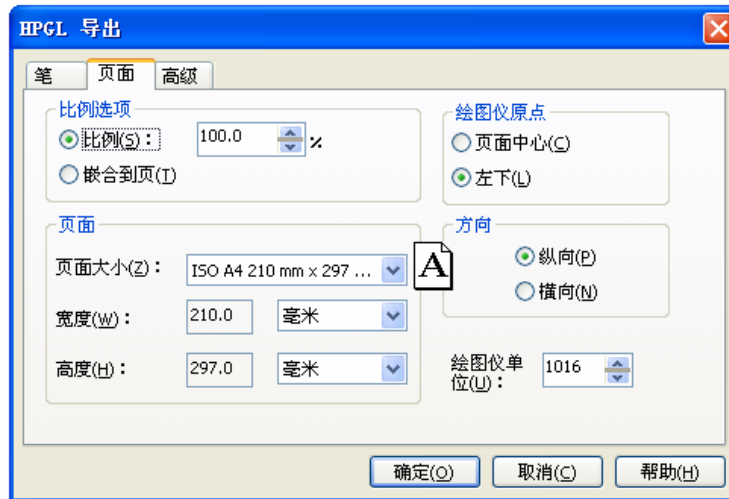 HPGL 导出
笔 页面 高级
比例选项
比例(S): 100.0 %
嵌合到页(T)
绘图仪原点
页面中心(C)
左下(L)
页面
页面大小(Z): ISO A4 210 mm x 297 ...
宽度(W): 210.0 毫米
高度(H): 297.0 毫米
A
方向
纵向(P)
横向(N)
绘图仪单
位(U): 1016
确定(O) 取消(C) 帮助(H)